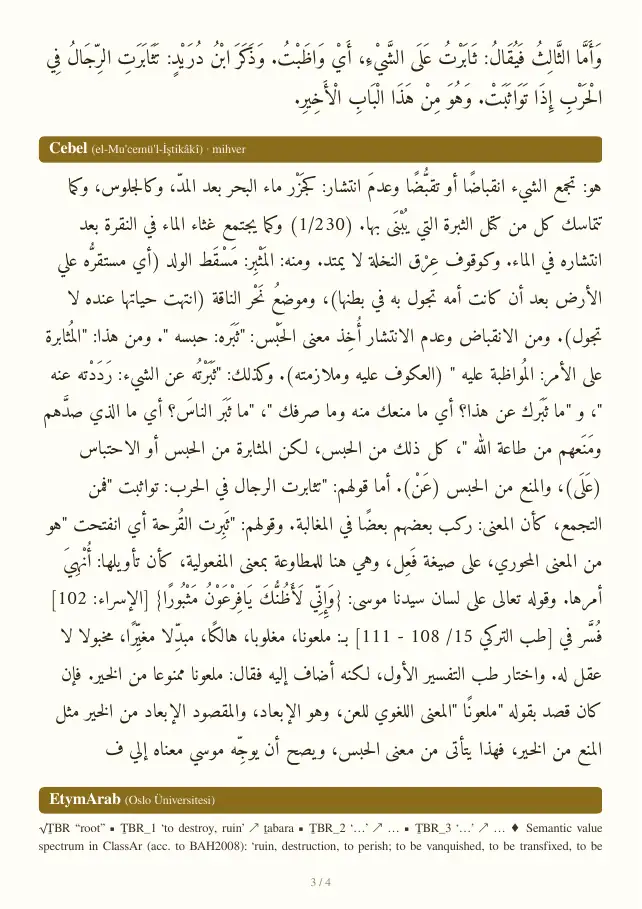 وَأَمَّا الثَّالِثُ فَيُقَالُ: ثَابَرْتُ عَلَى الشَّيْءِ، أَيْ وَاظَبْتُ. وَذَكَرَ ابْنُ دُرَيْدٍ: تَثَابَرَتِ الرِّجَالُ فِي
الْحَرْبِ إِذَا تَوَاثَبَتْ. وَهُوَ مِنْ هَذَا الْبَابِ الْأَخِيرِ.
Cebel (el-Mu'cemü'l-İştikâkî) · mihver
هو: تجمع الشيء انقباضًا أو تقبُّضًا وعدمَ انتشار: كجَزْر ماء البحر بعد المدّ، وكالجلوس، وكما
تتماسك كل من كتل الثبرة التي يُبْنَى بها. (1/230) وكما يجتمع غثاء الماء في النقرة بعد
انتشاره في الماء. وكوقوف عِرْق النخلة لا يمتد. ومنه: المَثْبِر: مَسْقَط الولد (أي مستقرُّه علي
الأرض بعد أن كانت أمه تجول به في بطنها)، وموضعُ نَحْر الناقة (انتهت حياتها عنده لا
تجول). ومن الانقباض وعدم الانتشار أُخِذ معنى الحَبْس: "ثَبَره: حبسه ". ومن هذا: "المُثابرة
على الأمر: المُواظبة عليه " (العكوف عليه وملازمته). وكذلك: "ثَبَرْتُه عن الشيء: رَدَدْته عنه
"، و "ما ثَبَرك عن هذا؟ أي ما منعك منه وما صرفك "، "ما ثَبَر الناسَ؟ أي ما الذي صدَّهم
ومَنَعهم من طاعة الله "، كل ذلك من الحبس، لكن المثابرة من الحبس أو الاحتباس
(عَلَى)، والمنع من الحبس (عَنْ). أما قولهم: "تثابرت الرجال في الحرب: تواثبت "فمن
التجمع، كأن المعنى: ركب بعضهم بعضًا في المغالبة. وقولهم: "ثَبِرت القُرحة أي انفتحت "هو
من المعنى المحوري، على صيغة فَعِل، وهي هنا للمطاوعة بمعنى المفعولية، كأن تأويلها: أُنْهِيَ
أمرها. وقوله تعالى على لسان سيدنا موسى: {وَإِنِّي لَأَظُنُّكَ يَافِرْعَوْنُ مَثْبُورًا} [الإسراء: 102]
فُسَّر في [طب التركي 15/ 108 - 111] بـ: ملعونا، مغلوبا، هالكًا، مبدِّلا مغيِّرًا، مخبولا لا
عقل له. واختار طب التفسير الأول، لكنه أضاف إليه فقال: ملعونا ممنوعا من الخير. فإن
كان قصد بقوله "ملعونًا "المعنى اللغوي للعن، وهو الإبعاد، والمقصود الإبعاد من الخير مثل
المنع من الخير، فهذا يتأتى من معنى الحبس، ويصح أن يوجِّه موسي معناه إلي ف
EtymArab (Oslo Üniversitesi)
√ṮBR “root” ▪ ṮBR_1 ‘to destroy, ruin’ ↗ ṯabara ▪ ṮBR_2 ‘…’ ↗ … ▪ ṮBR_3 ‘…’ ↗ … ♦ Semantic value
spectrum in ClassAr (acc. to BAH2008): ‘ruin, destruction, to perish; to be vanquished, to be transfixed, to be
3 / 4